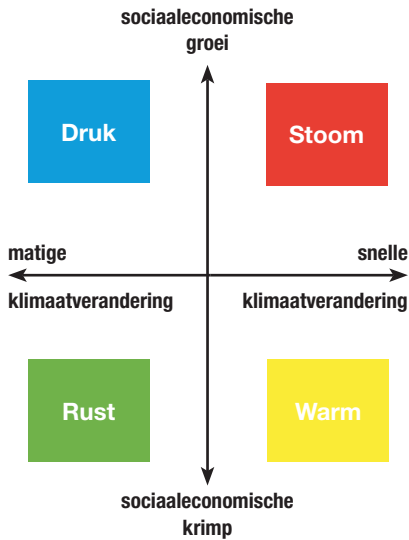 sociaaleconomische
groei
Druk
Stoom
matige
snelle
klimaatverandering
klimaatverandering
Rust
Warm
sociaaleconomische
krimp